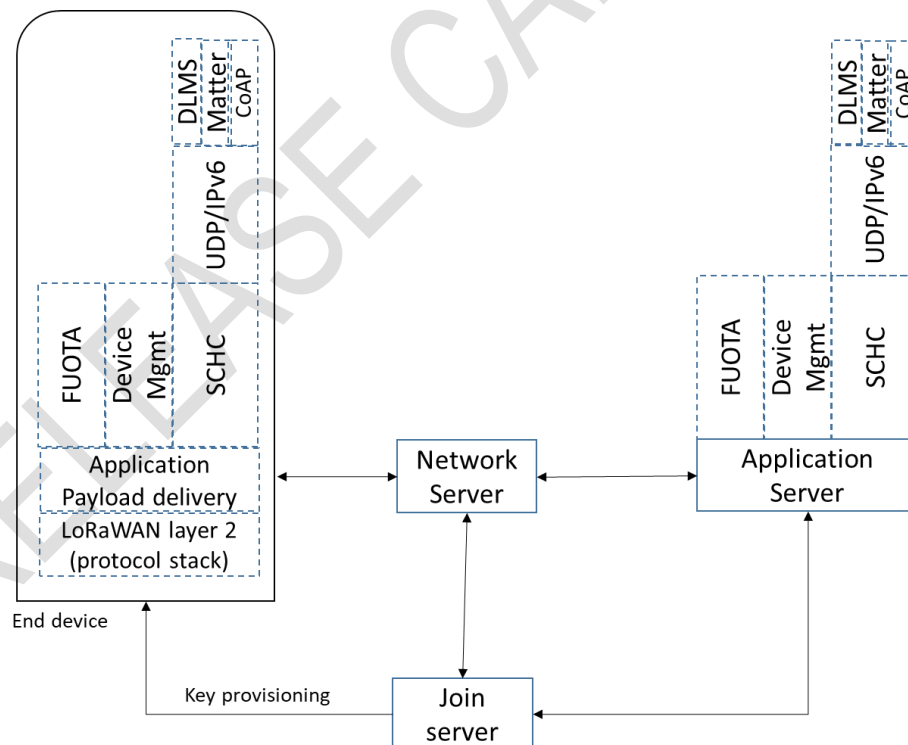 DLMS
Matter
CoAP
UDP/IPv6
FUOTA
Device
Mgmt
SCHC
Application
Payload delivery
LoRaWAN layer 2
(protocol stack)
End device
Network
Server
DLMS
Matter
CoAP
UDP/IPv6
FUOTA
Device
Mgmt
SCHC
Application
Server
Key provisioning
Join
server
RELEASE